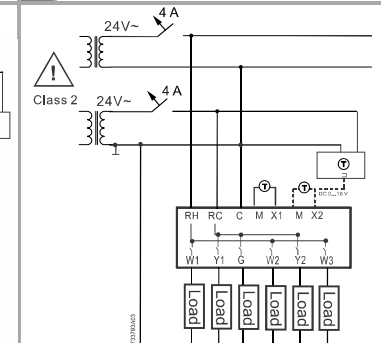 24V~
4 A
Class 2
24V~
4 A
T
T
T
U
DC 0...10 V
RH RC C M X1 M X2
W1 Y1 G W2 Y2 W3
Load Load Load Load Load Load